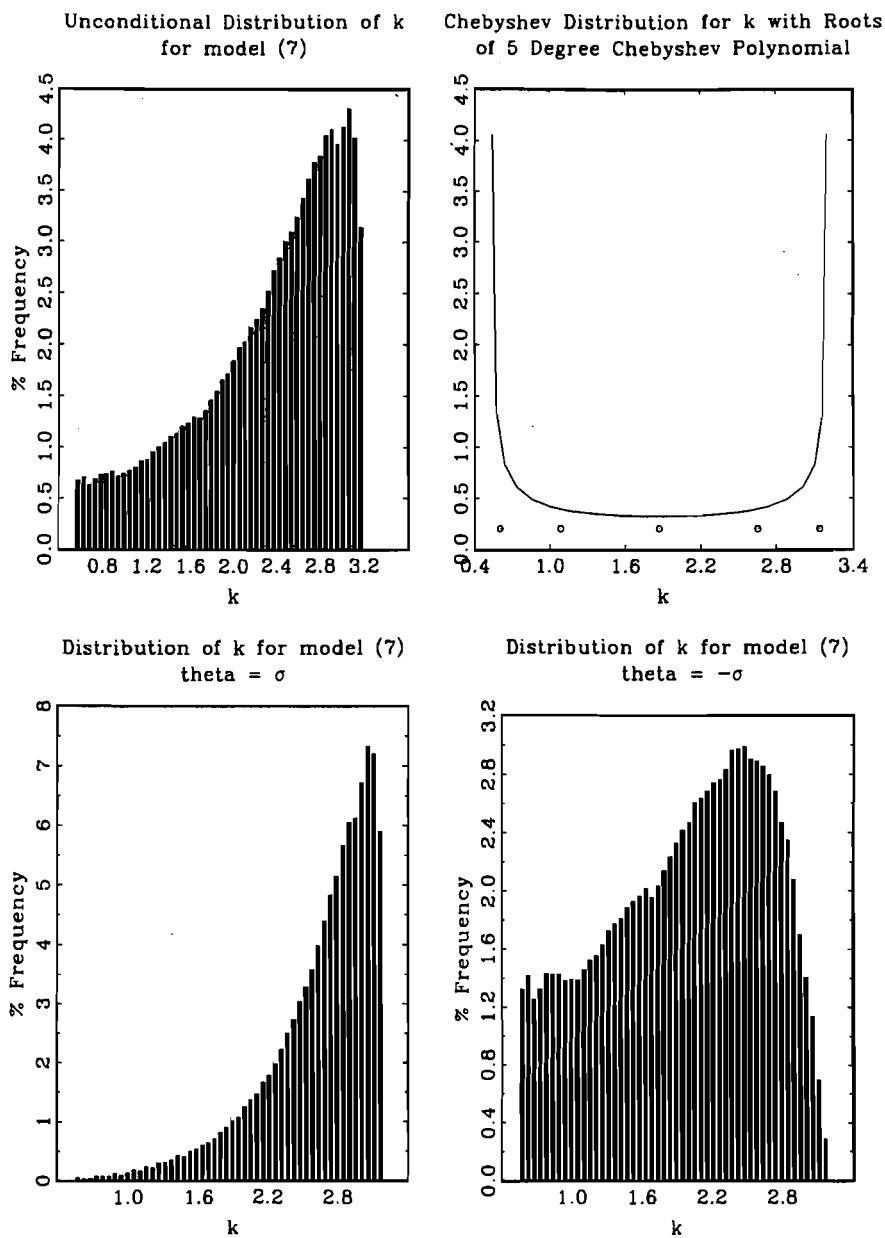 Unconditional Distribution of k
for model (7)
% Frequency
4.5
4.0
3.5
3.0
2.5
2.0
1.5
1.0
0.5
0.0
0.8 1.2 1.6 2.0 2.4 2.8 3.2
k
Chebyshev Distribution for k with Roots
of 5 Degree Chebyshev Polynomial
4.5
4.0
3.5
3.0
2.5
2.0
1.5
1.0
0.5
0.0
0.4 1.0 1.6 2.2 2.8 3.4
k
Distribution of k for model (7)
theta = σ
% Frequency
8
7
6
5
4
3
2
1
0
1.0 1.6 2.2 2.8
k
Distribution of k for model (7)
theta = −σ
% Frequency
3.2
2.8
2.4
2.0
1.6
1.2
0.8
0.4
0.0
1.0 1.6 2.2 2.8
k